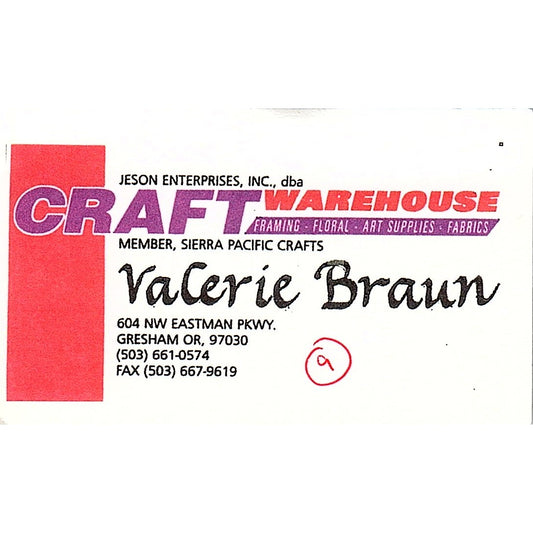 JESON ENTERPRISES, INC., dba
CRAFT WAREHOUSE
FRAMING · FLORAL · ART SUPPLIES · FABRICS
MEMBER, SIERRA PACIFIC CRAFTS
Valerie Braun
604 NW EASTMAN PKWY.
GRESHAM OR, 97030
(503) 661-0574
FAX (503) 667-9619
9